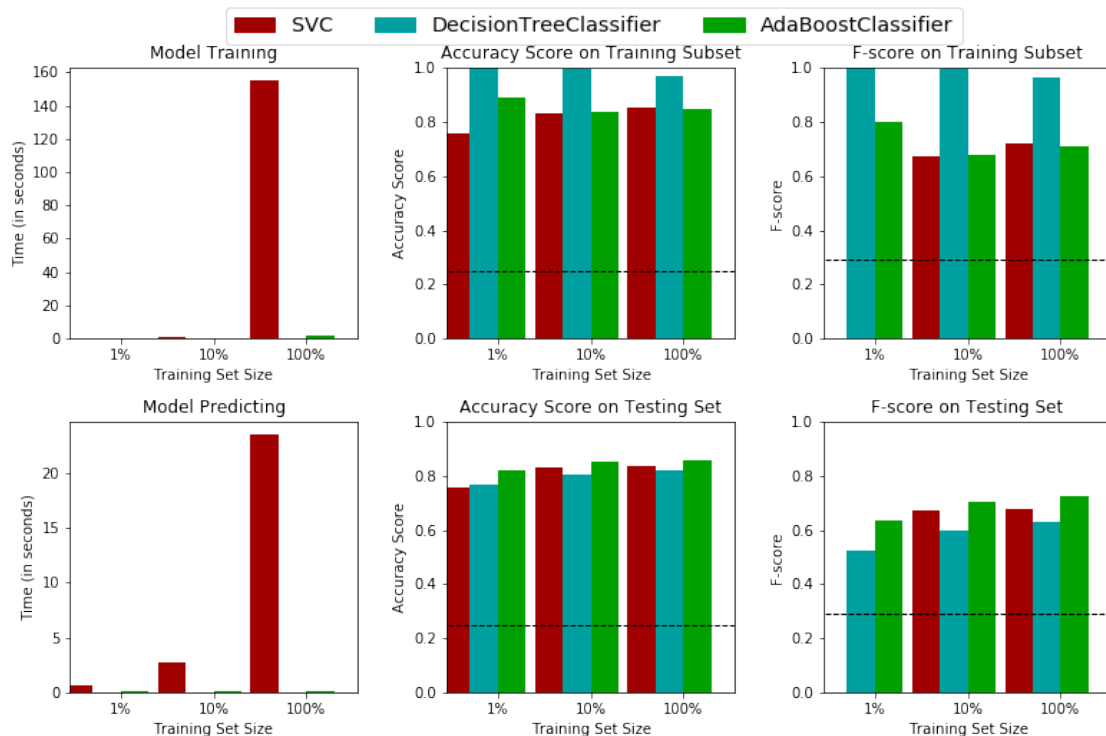 SVC DecisionTreeClassifier AdaBoostClassifier
Model Training
Time (in seconds)
160
140
120
100
80
60
40
20
0
1% 10% 100%
Training Set Size
Accuracy Score on Training Subset
Accuracy Score
1.0
0.8
0.6
0.4
0.2
0.0
1% 10% 100%
Training Set Size
F-score on Training Subset
F-score
1.0
0.8
0.6
0.4
0.2
0.0
1% 10% 100%
Training Set Size
Model Predicting
Time (in seconds)
20
15
10
5
0
1% 10% 100%
Training Set Size
Accuracy Score on Testing Set
Accuracy Score
1.0
0.8
0.6
0.4
0.2
0.0
1% 10% 100%
Training Set Size
F-score on Testing Set
F-score
1.0
0.8
0.6
0.4
0.2
0.0
1% 10% 100%
Training Set Size